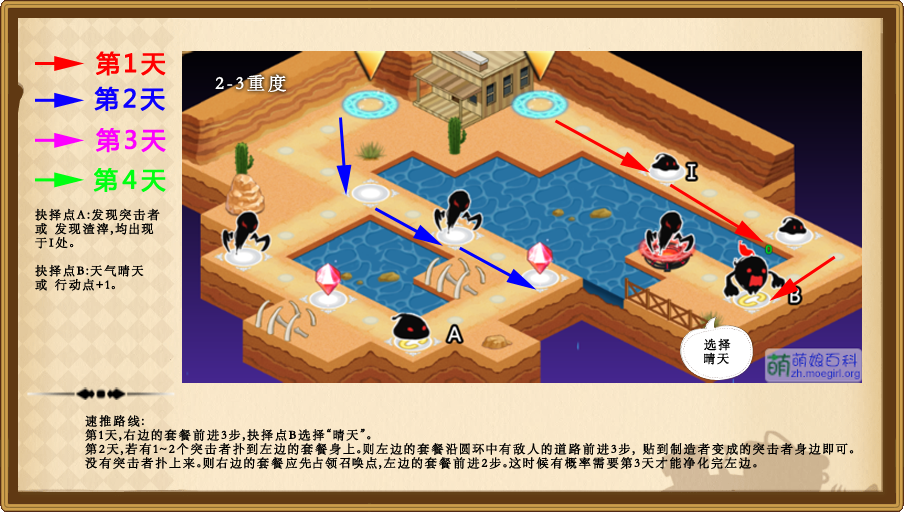 2-3重度
第1天
第2天
第3天
第4天
抉择点A:发现突击者
或 发现渣滓,均出现
于I处。
抉择点B:天气晴天
或 行动点+1。
I
0
B
A
选择
晴天
萌 萌娘百科
zh.moegirl.org
速推路线:
第1天,右边的套餐前进3步,抉择点B选择“晴天”。
第2天,若有1~2个突击者扑到左边的套餐身上。则左边的套餐沿圆环中有敌人的道路前进3步, 贴到制造者变成的突击者身边即可。
没有突击者扑上来。则右边的套餐应先占领召唤点,左边的套餐前进2步。这时候有概率需要第3天才能净化完左边。